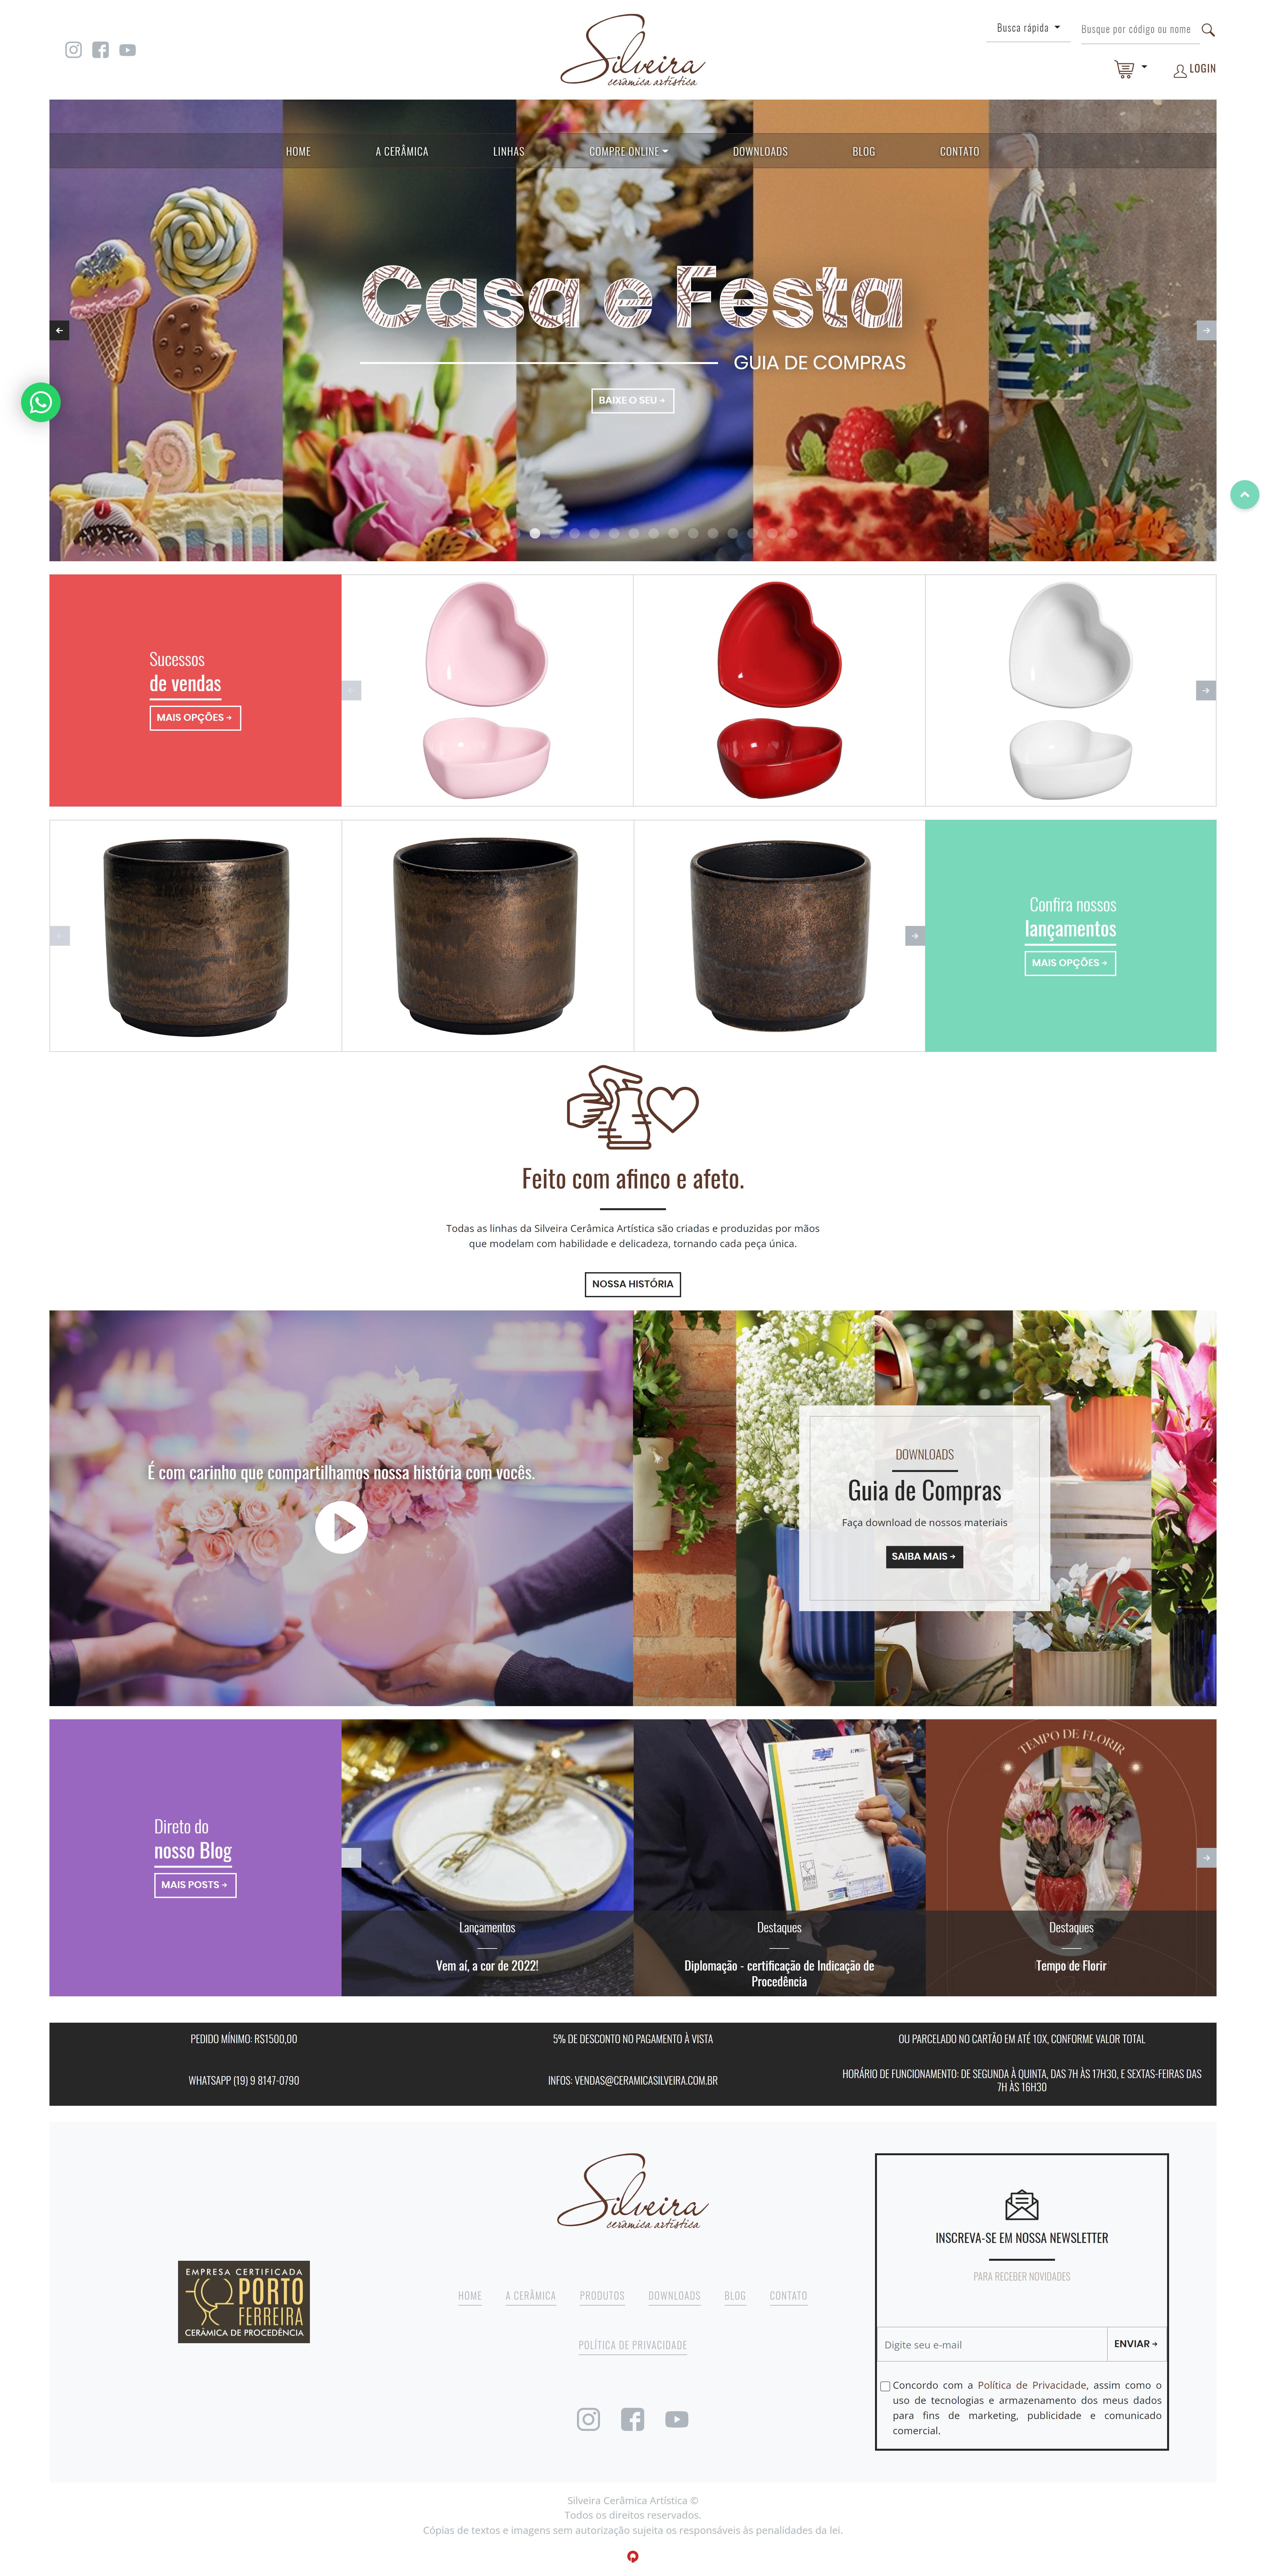 Silveira
cerâmica artística
Busca rápida
Busque por código ou nome
LOGIN
HOME
A CERÂMICA
LINHAS
COMPRE ONLINE
DOWNLOADS
BLOG
CONTATO
Casa e Festa
GUIA DE COMPRAS
BAIXE O SEU
Sucessos
de vendas
MAIS OPÇÕES
Confira nossos
lançamentos
MAIS OPÇÕES
Feito com afinco e afeto.
Todas as linhas da Silveira Cerâmica Artística são criadas e produzidas por mãos
que modelam com habilidade e delicadeza, tornando cada peça única.
NOSSA HISTÓRIA
É com carinho que compartilhamos nossa história com vocês.
DOWNLOADS
Guia de Compras
Faça download de nossos materiais
SAIBA MAIS
Direto do
nosso Blog
MAIS POSTS
Lançamentos
Vem aí, a cor de 2022!
Destaques
Diplomação - certificação de Indicação de
Procedência
TEMPO DE FLORIR
Destaques
Tempo de Florir
PEDIDO MÍNIMO: R$1500,00
5% DE DESCONTO NO PAGAMENTO À VISTA
OU PARCELADO NO CARTÃO EM ATÉ 10X, CONFORME VALOR TOTAL
WHATSAPP (19) 9 8147-0790
INFOS: VENDAS@CERAMICASILVEIRA.COM.BR
HORÁRIO DE FUNCIONAMENTO: DE SEGUNDA À QUINTA, DAS 7H ÀS 17H30, E SEXTAS-FEIRAS DAS
7H ÀS 16H30
EMPRESA CERTIFICADA
PORTO
FERREIRA
CERÂMICA DE PROCEDÊNCIA
Silveira
cerâmica artística
HOME
A CERÂMICA
PRODUTOS
DOWNLOADS
BLOG
CONTATO
POLÍTICA DE PRIVACIDADE
INSCREVA-SE EM NOSSA NEWSLETTER
PARA RECEBER NOVIDADES
Digite seu e-mail
ENVIAR
Concordo com a Política de Privacidade, assim como o
uso de tecnologias e armazenamento dos meus dados
para fins de marketing, publicidade e comunicado
comercial.
Silveira Cerâmica Artística ©
Todos os direitos reservados.
Cópias de textos e imagens sem autorização sujeita os responsáveis às penalidades da lei.